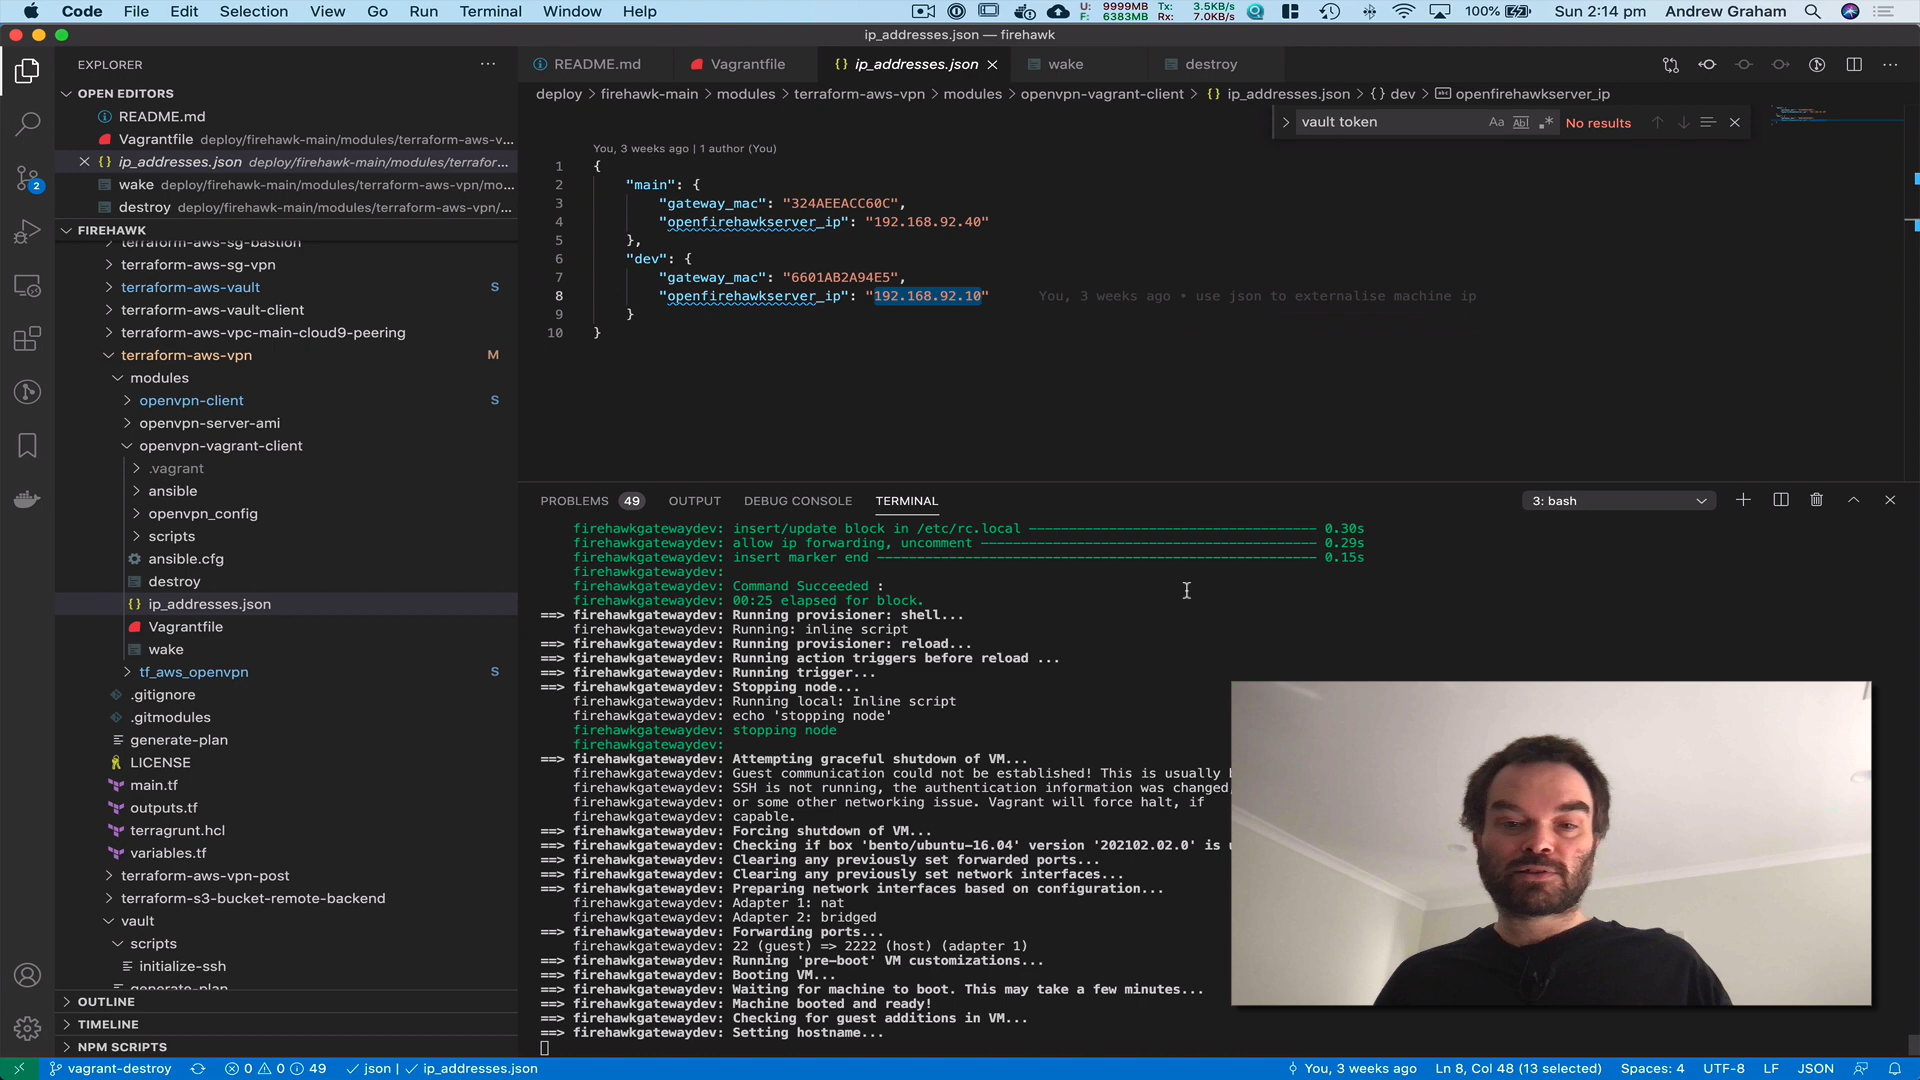 Code File Edit Selection View Go Run Terminal Window Help
U: 9999MB
F: 6383MB
Tx: 3.5KB/s
Rx: 7.0KB/s
100%
Sun 2:14 pm Andrew Graham
ip_addresses.json — firehawk
EXPLORER
README.md
Vagrantfile
ip_addresses.json
wake
destroy
OPEN EDITORS
README.md
Vagrantfile deploy/firehawk-main/modules/terraform-aws-v...
ip_addresses.json deploy/firehawk-main/modules/terrafor...
wake deploy/firehawk-main/modules/terraform-aws-vpn/mo...
destroy deploy/firehawk-main/modules/terraform-aws-vpn/...
FIREHAWK
terraform-aws-sg-bastion
terraform-aws-sg-vpn
terraform-aws-vault S
terraform-aws-vault-client
terraform-aws-vpc-main-cloud9-peering
terraform-aws-vpn M
modules
openvpn-client S
openvpn-server-ami
openvpn-vagrant-client
.vagrant
ansible
openvpn_config
scripts
ansible.cfg
destroy
ip_addresses.json
Vagrantfile
wake
tf_aws_openvpn S
.gitignore
.gitmodules
generate-plan
LICENSE
main.tf
outputs.tf
terragrunt.hcl
variables.tf
terraform-aws-vpn-post
terraform-s3-bucket-remote-backend
vault
scripts
initialize-ssh
generate-plan
OUTLINE
TIMELINE
NPM SCRIPTS
2
deploy > firehawk-main > modules > terraform-aws-vpn > modules > openvpn-vagrant-client > {} ip_addresses.json > {} dev > openfirehawkserver_ip
vault token Aa Abl .* No results
You, 3 weeks ago | 1 author (You)
1 {
2 "main": {
3 "gateway_mac": "324AEEACC60C",
4 "openfirehawkserver_ip": "192.168.92.40"
5 },
6 "dev": {
7 "gateway_mac": "6601AB2A94E5",
8 "openfirehawkserver_ip": "192.168.92.10" You, 3 weeks ago • use json to externalise machine ip
9 }
10 }
PROBLEMS 49 OUTPUT DEBUG CONSOLE TERMINAL 3: bash
firehawkgatewaydev: insert/update block in /etc/rc.local ------------------------------------ 0.30s
firehawkgatewaydev: allow ip forwarding, uncomment ----------------------------------------- 0.29s
firehawkgatewaydev: insert marker end ------------------------------------------------------ 0.15s
firehawkgatewaydev:
firehawkgatewaydev: Command Succeeded :
firehawkgatewaydev: 00:25 elapsed for block.
==> firehawkgatewaydev: Running provisioner: shell...
firehawkgatewaydev: Running: inline script
==> firehawkgatewaydev: Running provisioner: reload...
==> firehawkgatewaydev: Running action triggers before reload ...
==> firehawkgatewaydev: Running trigger...
==> firehawkgatewaydev: Stopping node...
firehawkgatewaydev: Running local: Inline script
firehawkgatewaydev: echo 'stopping node'
firehawkgatewaydev: stopping node
firehawkgatewaydev:
==> firehawkgatewaydev: Attempting graceful shutdown of VM...
firehawkgatewaydev: Guest communication could not be established! This is usually
firehawkgatewaydev: SSH is not running, the authentication information was changed,
firehawkgatewaydev: or some other networking issue. Vagrant will force halt, if
firehawkgatewaydev: capable.
==> firehawkgatewaydev: Forcing shutdown of VM...
==> firehawkgatewaydev: Checking if box 'bento/ubuntu-16.04' version '202102.02.0' is
==> firehawkgatewaydev: Clearing any previously set forwarded ports...
==> firehawkgatewaydev: Clearing any previously set network interfaces...
==> firehawkgatewaydev: Preparing network interfaces based on configuration...
firehawkgatewaydev: Adapter 1: nat
firehawkgatewaydev: Adapter 2: bridged
==> firehawkgatewaydev: Forwarding ports...
firehawkgatewaydev: 22 (guest) => 2222 (host) (adapter 1)
==> firehawkgatewaydev: Running 'pre-boot' VM customizations...
==> firehawkgatewaydev: Booting VM...
==> firehawkgatewaydev: Waiting for machine to boot. This may take a few minutes...
==> firehawkgatewaydev: Machine booted and ready!
==> firehawkgatewaydev: Checking for guest additions in VM...
==> firehawkgatewaydev: Setting hostname...
vagrant-destroy 0 0 49 json | ip_addresses.json
You, 3 weeks ago Ln 8, Col 48 (13 selected) Spaces: 4 UTF-8 LF JSON